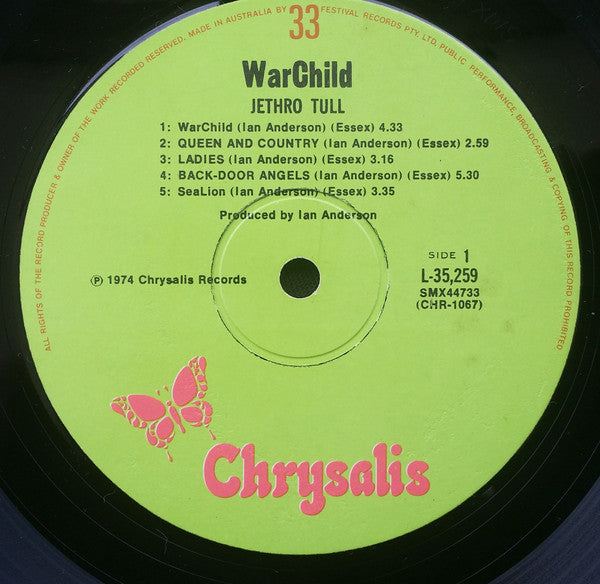 ALL RIGHTS OF THE RECORD PRODUCER & OWNER OF THE WORK RECORDED RESERVED. MADE IN AUSTRALIA BY FESTIVAL RECORDS PTY. LTD. PUBLIC PERFORMANCE, BROADCASTING & COPYING OF THIS RECORD PROHIBITED
33
WarChild
JETHRO TULL
1: WarChild (Ian Anderson) (Essex) 4.33
2: QUEEN AND COUNTRY (Ian Anderson) (Essex) 2.59
3: LADIES (Ian Anderson) (Essex) 3.16
4: BACK-DOOR ANGELS (Ian Anderson) (Essex) 5.30
5: SeaLion (Ian Anderson) (Essex) 3.35
Produced by Ian Anderson
SIDE 1
L-35,259
SMX44733
(CHR-1067)
℗ 1974 Chrysalis Records
Chrysalis